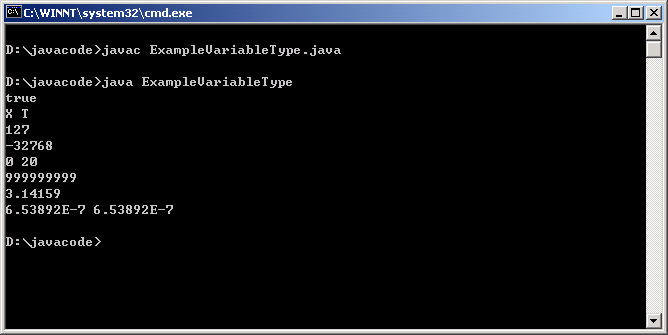 C:\WINNT\system32\cmd.exe
D:\javacode>javac ExampleVariableType.java
D:\javacode>java ExampleVariableType
true
X T
127
-32768
0 20
999999999
3.14159
6.53892E-7 6.53892E-7
D:\javacode>